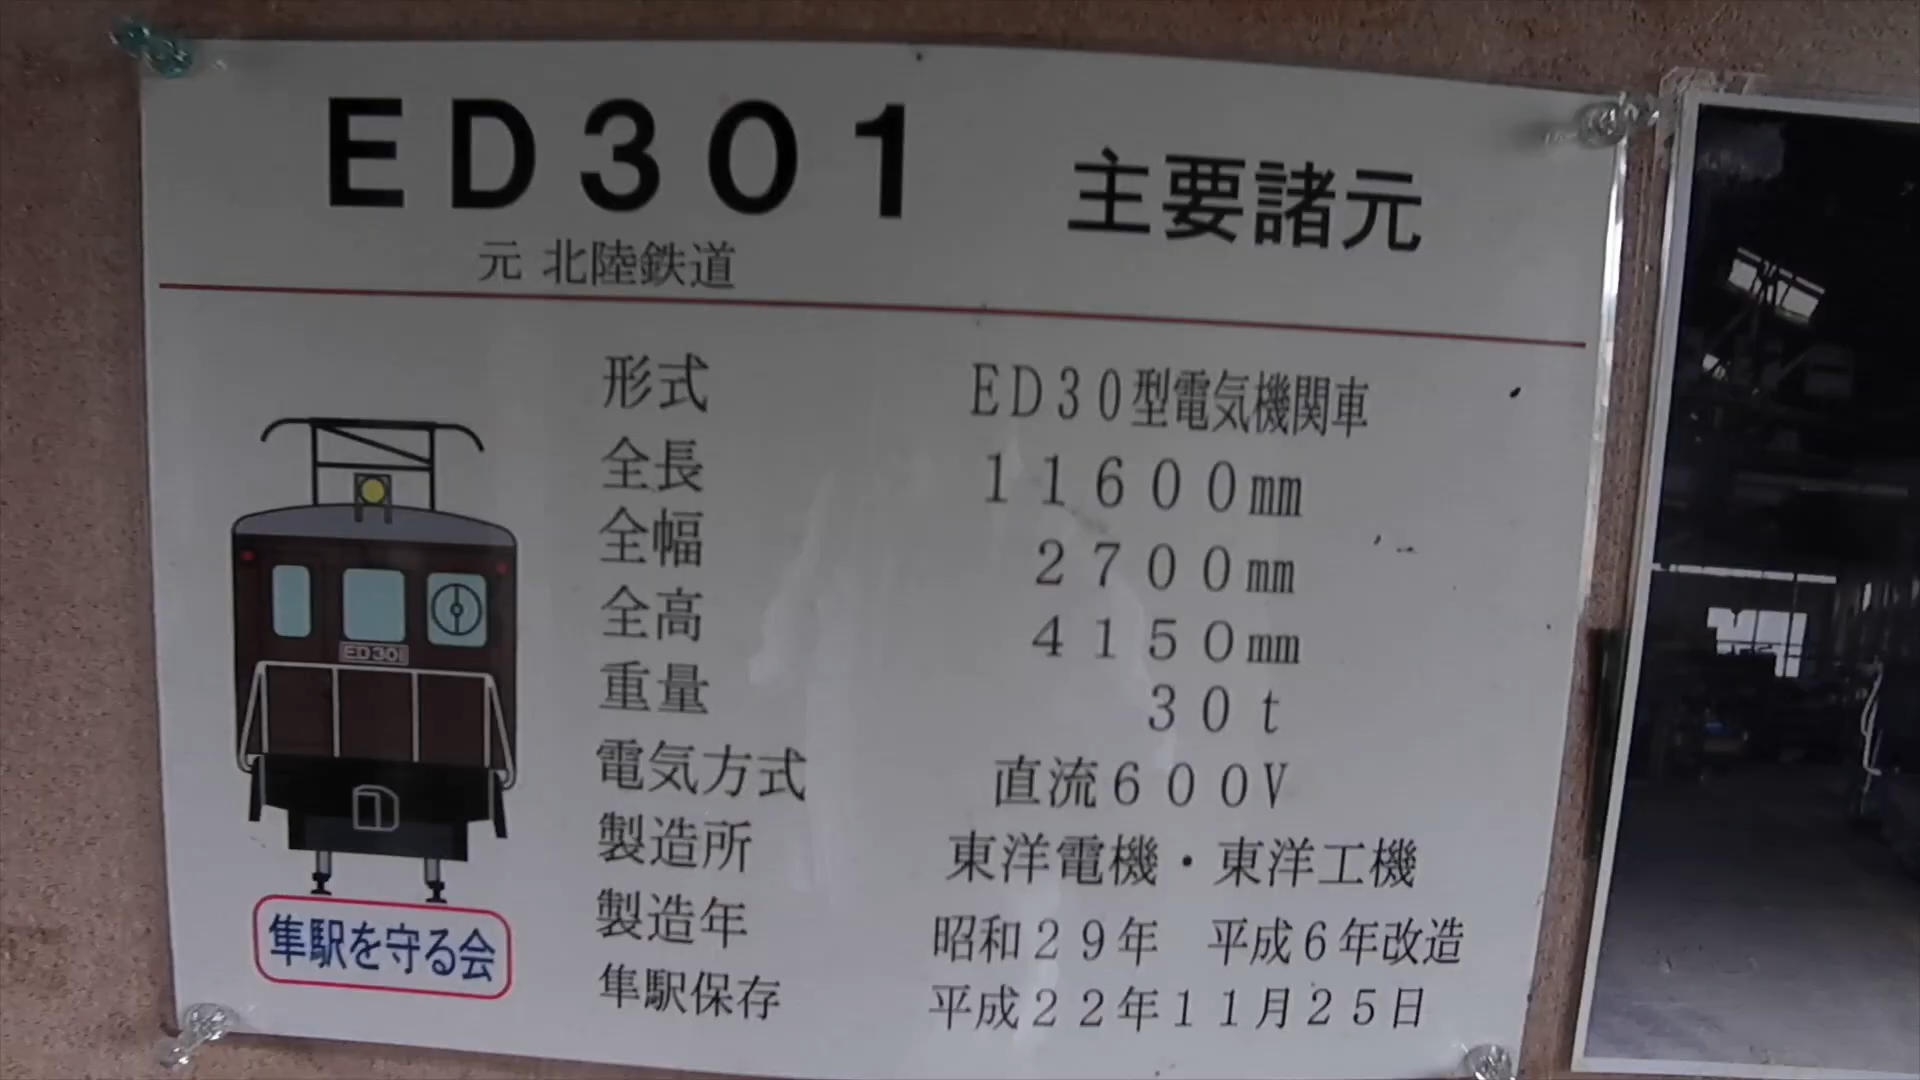 ＥＤ３０１　主要諸元
元 北陸鉄道
形式　ＥＤ３０型電気機関車
全長　１１６００㎜
全幅　２７００㎜
全高　４１５０㎜
重量　３０ｔ
電気方式　直流６００Ｖ
製造所　東洋電機・東洋工機
製造年　昭和２９年　平成６年改造
隼駅保存　平成２２年１１月２５日
ED301
隼駅を守る会